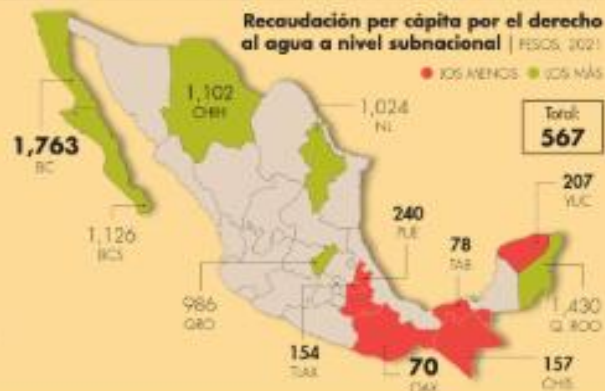 Recaudación per cápita por el derecho
al agua a nivel subnacional | PESOS, 2021
LOS MENOS LOS MÁS
1,102
CHIH
1,024
NL
Total:
567
1,763
BC
207
YUC
240
PUE
78
TAB
1,126
BCS
986
QRO
1,430
Q. ROO
154
TLAX
70
OAX
157
CHIS